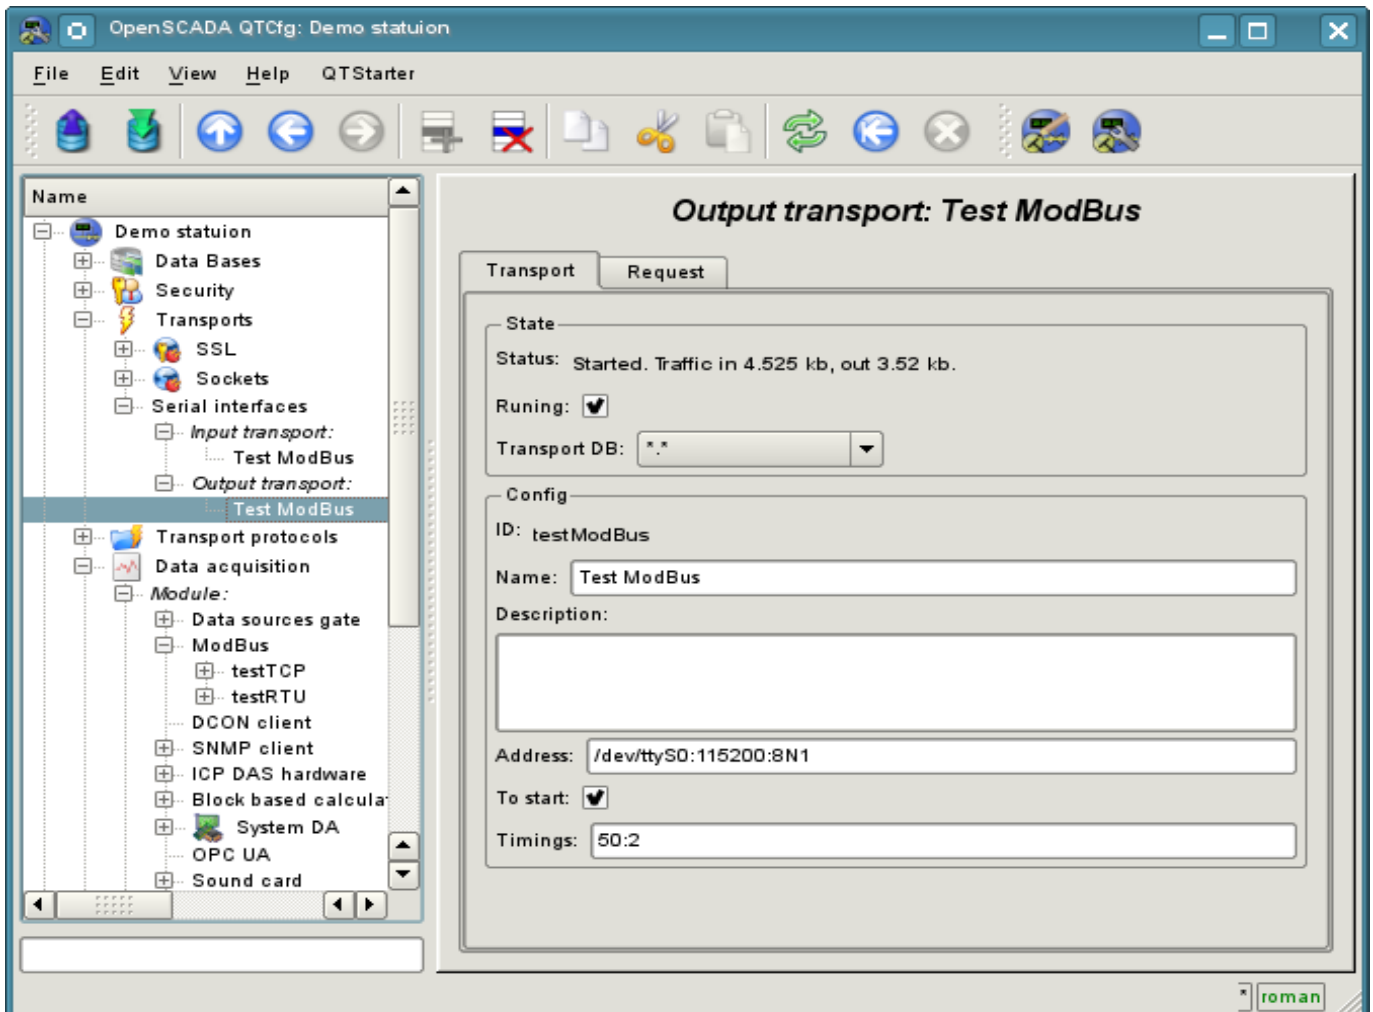 OpenSCADA QTCfg: Demo statuion
File Edit View Help QTStarter
Name
Demo statuion
Data Bases
Security
Transports
SSL
Sockets
Serial interfaces
Input transport:
Test ModBus
Output transport:
Test ModBus
Transport protocols
Data acquisition
Module:
Data sources gate
ModBus
testTCP
testRTU
DCON client
SNMP client
ICP DAS hardware
Block based calcula
System DA
OPC UA
Sound card
Output transport: Test ModBus
Transport Request
State
Status: Started. Traffic in 4.525 kb, out 3.52 kb.
Runing:
Transport DB: *.*
Config
ID: testModBus
Name: Test ModBus
Description:
Address: /dev/ttyS0:115200:8N1
To start:
Timings: 50:2
* roman